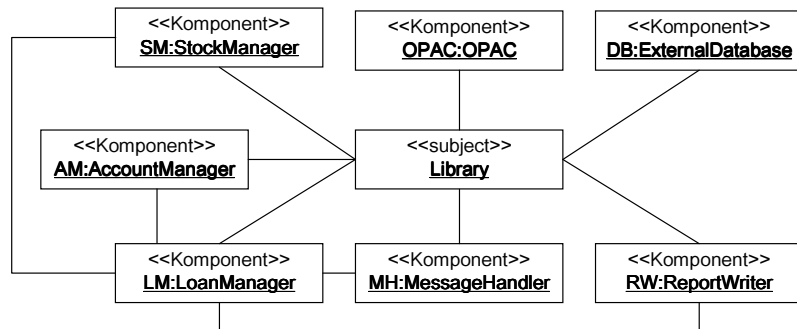 <<Komponent>>
SM:StockManager
<<Komponent>>
OPAC:OPAC
<<Komponent>>
DB:ExternalDatabase
<<Komponent>>
AM:AccountManager
<<subject>>
Library
<<Komponent>>
LM:LoanManager
<<Komponent>>
MH:MessageHandler
<<Komponent>>
RW:ReportWriter